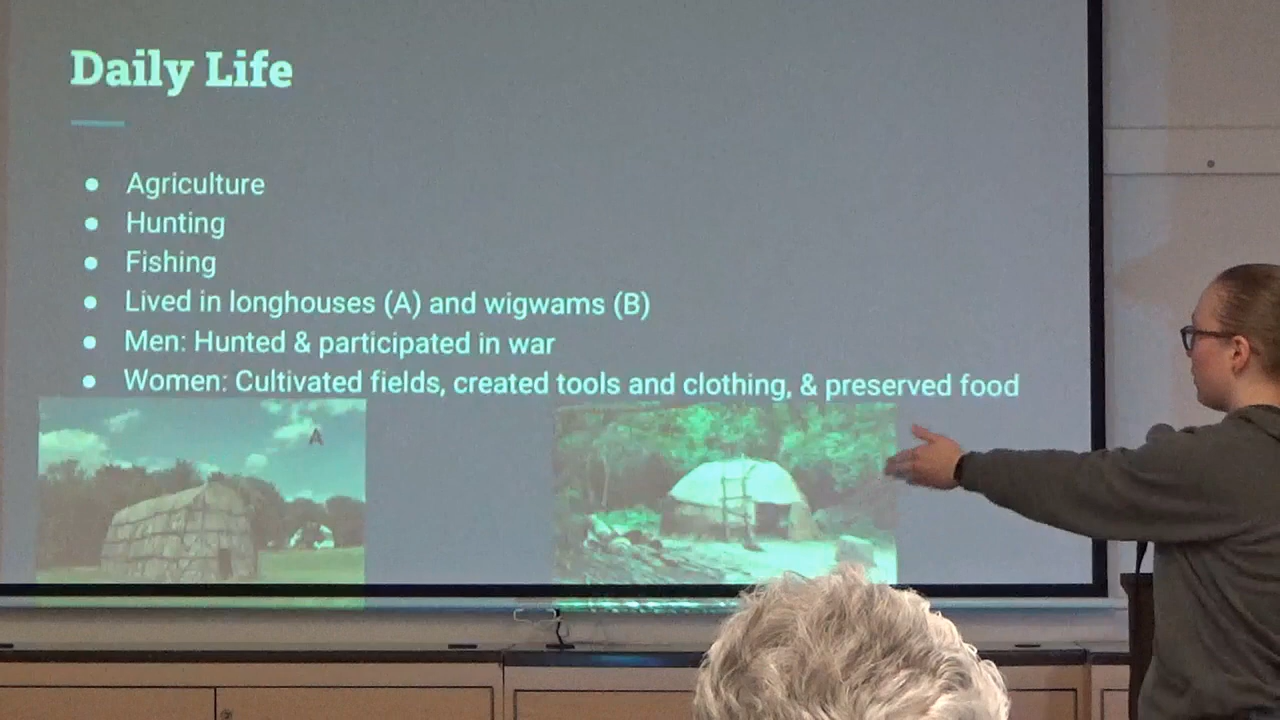 Daily Life
● Agriculture
● Hunting
● Fishing
● Lived in longhouses (A) and wigwams (B)
● Men: Hunted & participated in war
● Women: Cultivated fields, created tools and clothing, & preserved food
A